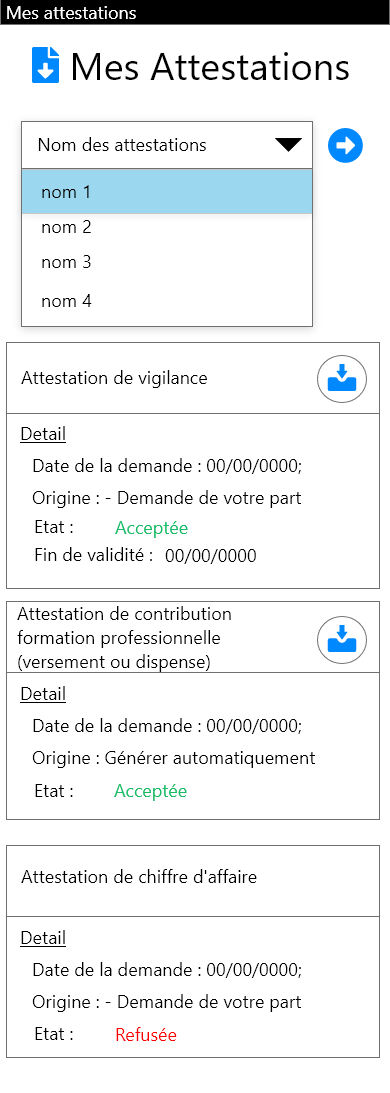 Mes attestations
Mes Attestations
Nom des attestations
nom 1
nom 2
nom 3
nom 4
Attestation de vigilance
Detail
Date de la demande : 00/00/0000;
Origine : - Demande de votre part
Etat : Acceptée
Fin de validité : 00/00/0000
Attestation de contribution
formation professionnelle
(versement ou dispense)
Detail
Date de la demande : 00/00/0000;
Origine : Générer automatiquement
Etat : Acceptée
Attestation de chiffre d'affaire
Detail
Date de la demande : 00/00/0000;
Origine : - Demande de votre part
Etat : Refusée